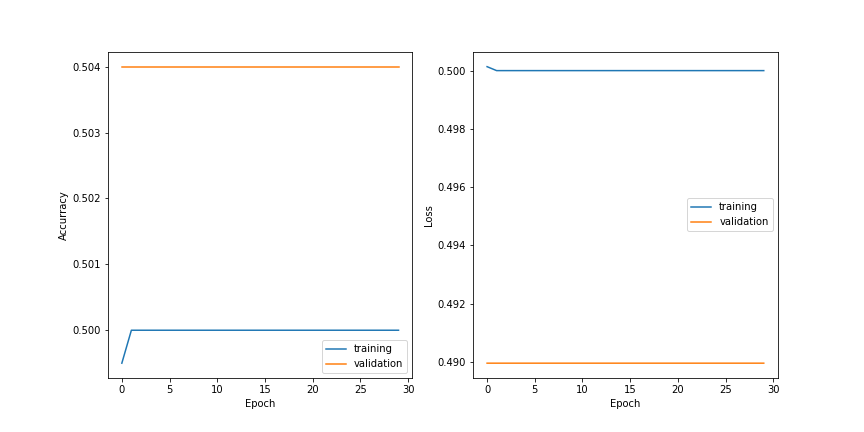 0.504
0.503
0.502
0.501
0.500
Accurracy
0 5 10 15 20 25 30
Epoch
training
validation
0.500
0.498
0.496
0.494
0.492
0.490
Loss
0 5 10 15 20 25 30
Epoch
training
validation